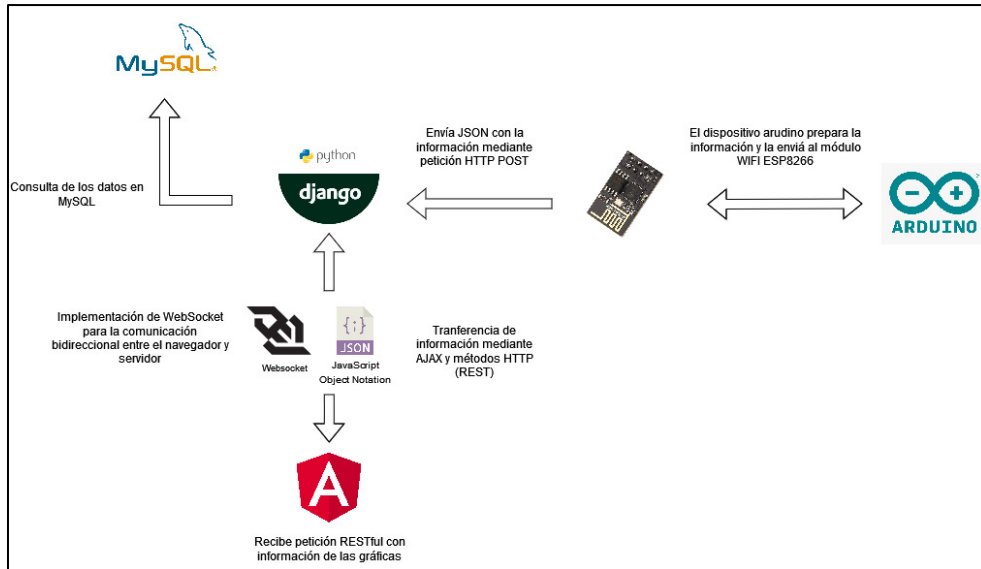 MySQL
Envía JSON con la
información mediante
petición HTTP POST
El dispositivo arudino prepara la
información y la enviá al módulo
WIFI ESP8266
python
django
Consulta de los datos en
MySQL
ARDUINO
Implementación de WebSocket
para la comunicación
bidireccional entre el navegador y
servidor
Websocket
{;}
.JSON
JavaScript
Object Notation
Tranferencia de
información mediante
AJAX y métodos HTTP
(REST)
A
Recibe petición RESTful con
información de las gráficas